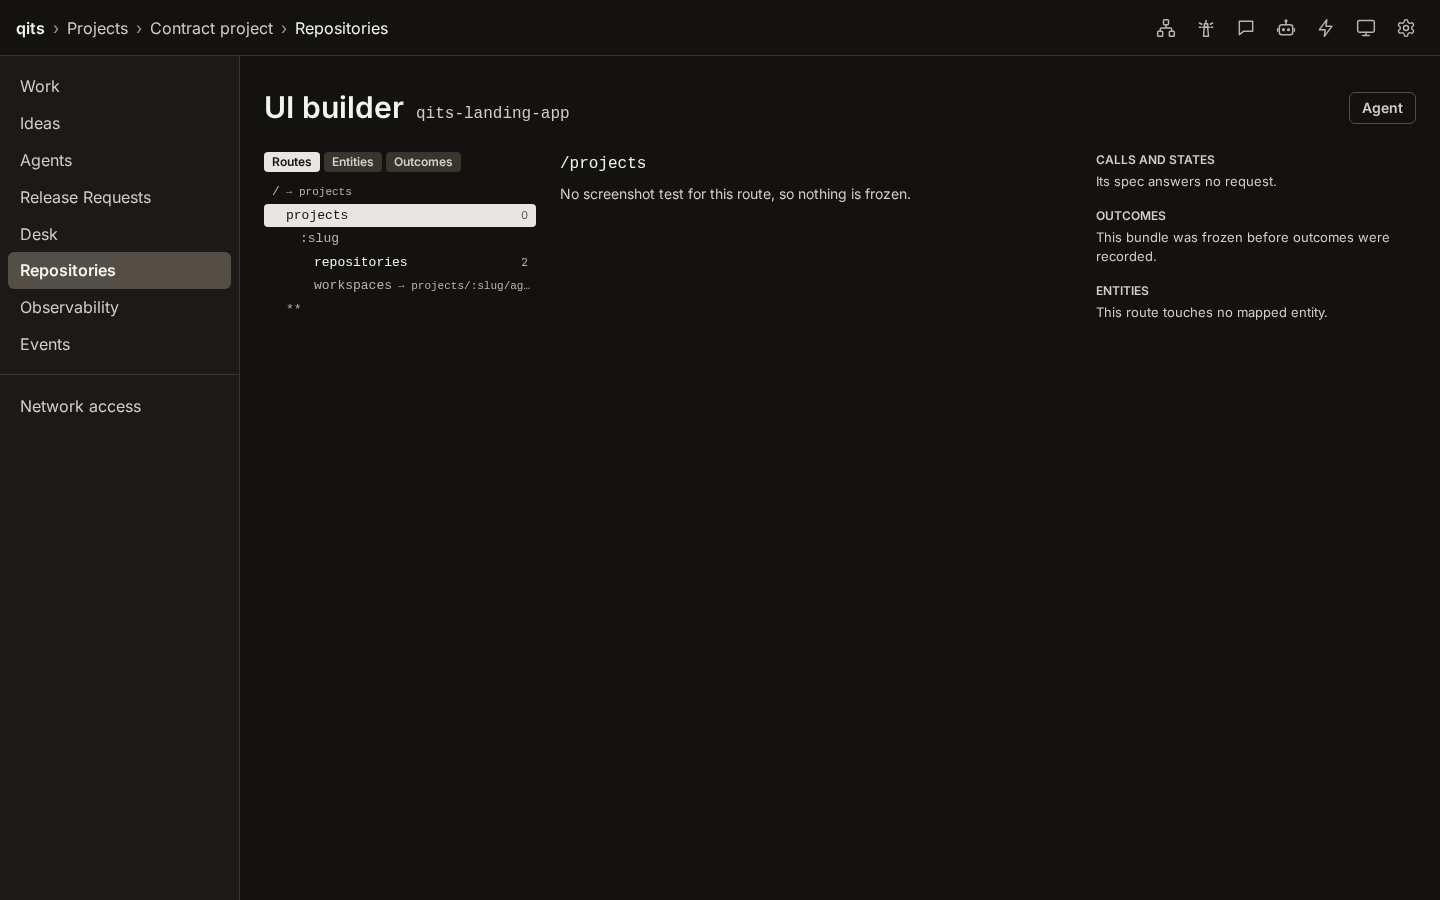 qits › Projects › Contract project › Repositories
Work
Ideas
Agents
Release Requests
Desk
Repositories
Observability
Events
Network access
UI builder qits-landing-app
Agent
Routes Entities Outcomes
/ → projects
projects 0
:slug
repositories 2
workspaces → projects/:slug/ag…
**
/projects
No screenshot test for this route, so nothing is frozen.
CALLS AND STATES
Its spec answers no request.
OUTCOMES
This bundle was frozen before outcomes were
recorded.
ENTITIES
This route touches no mapped entity.